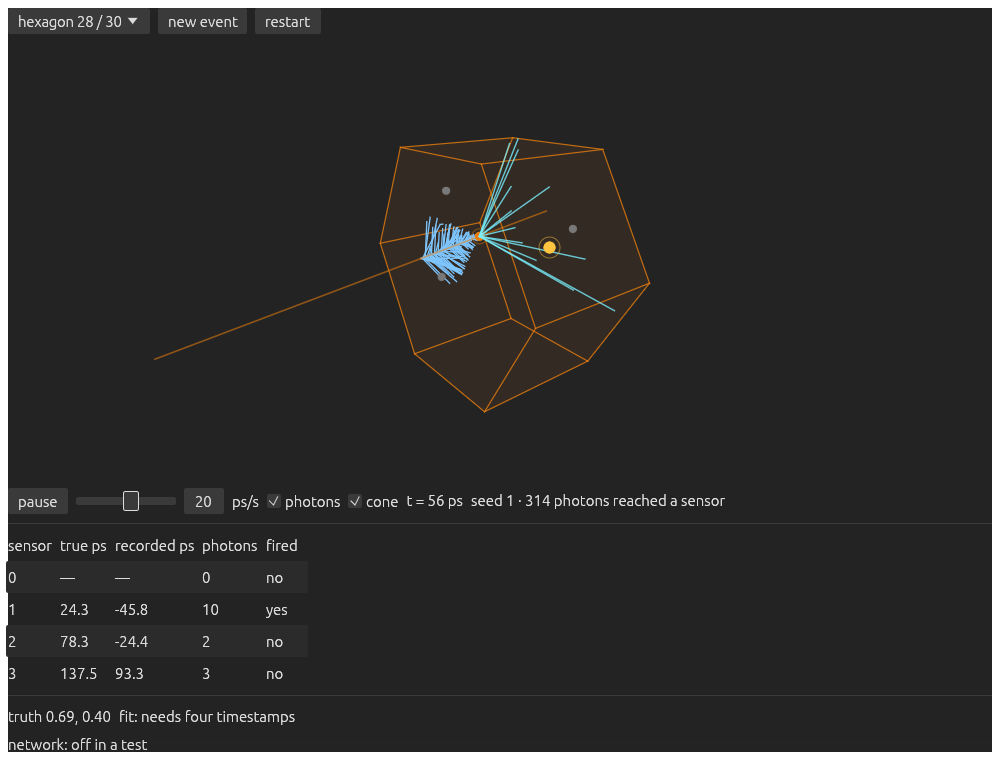 hexagon 28 / 30 new event restart
pause 20 ps/s photons cone t = 56 ps seed 1 · 314 photons reached a sensor
sensor true ps recorded ps photons fired
0 — — 0 no
1 24.3 -45.8 10 yes
2 78.3 -24.4 2 no
3 137.5 93.3 3 no
truth 0.69, 0.40 fit: needs four timestamps
network: off in a test